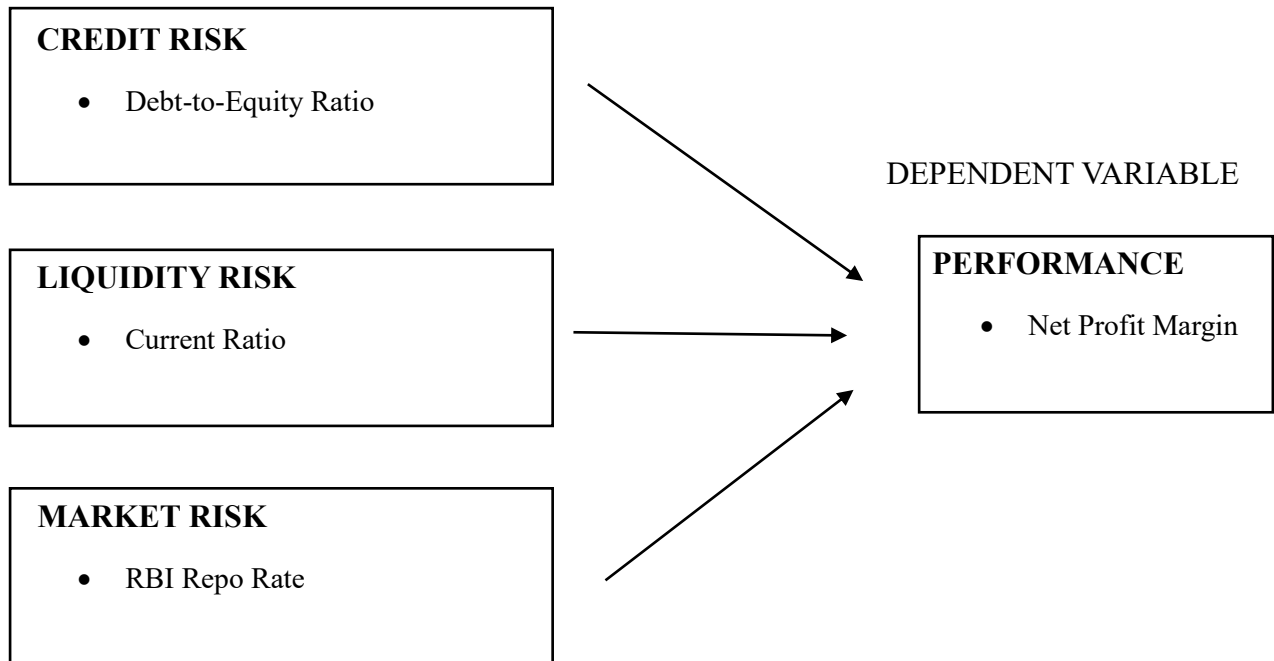 CREDIT RISK
• Debt-to-Equity Ratio
LIQUIDITY RISK
• Current Ratio
MARKET RISK
• RBI Repo Rate
DEPENDENT VARIABLE
PERFORMANCE
• Net Profit Margin